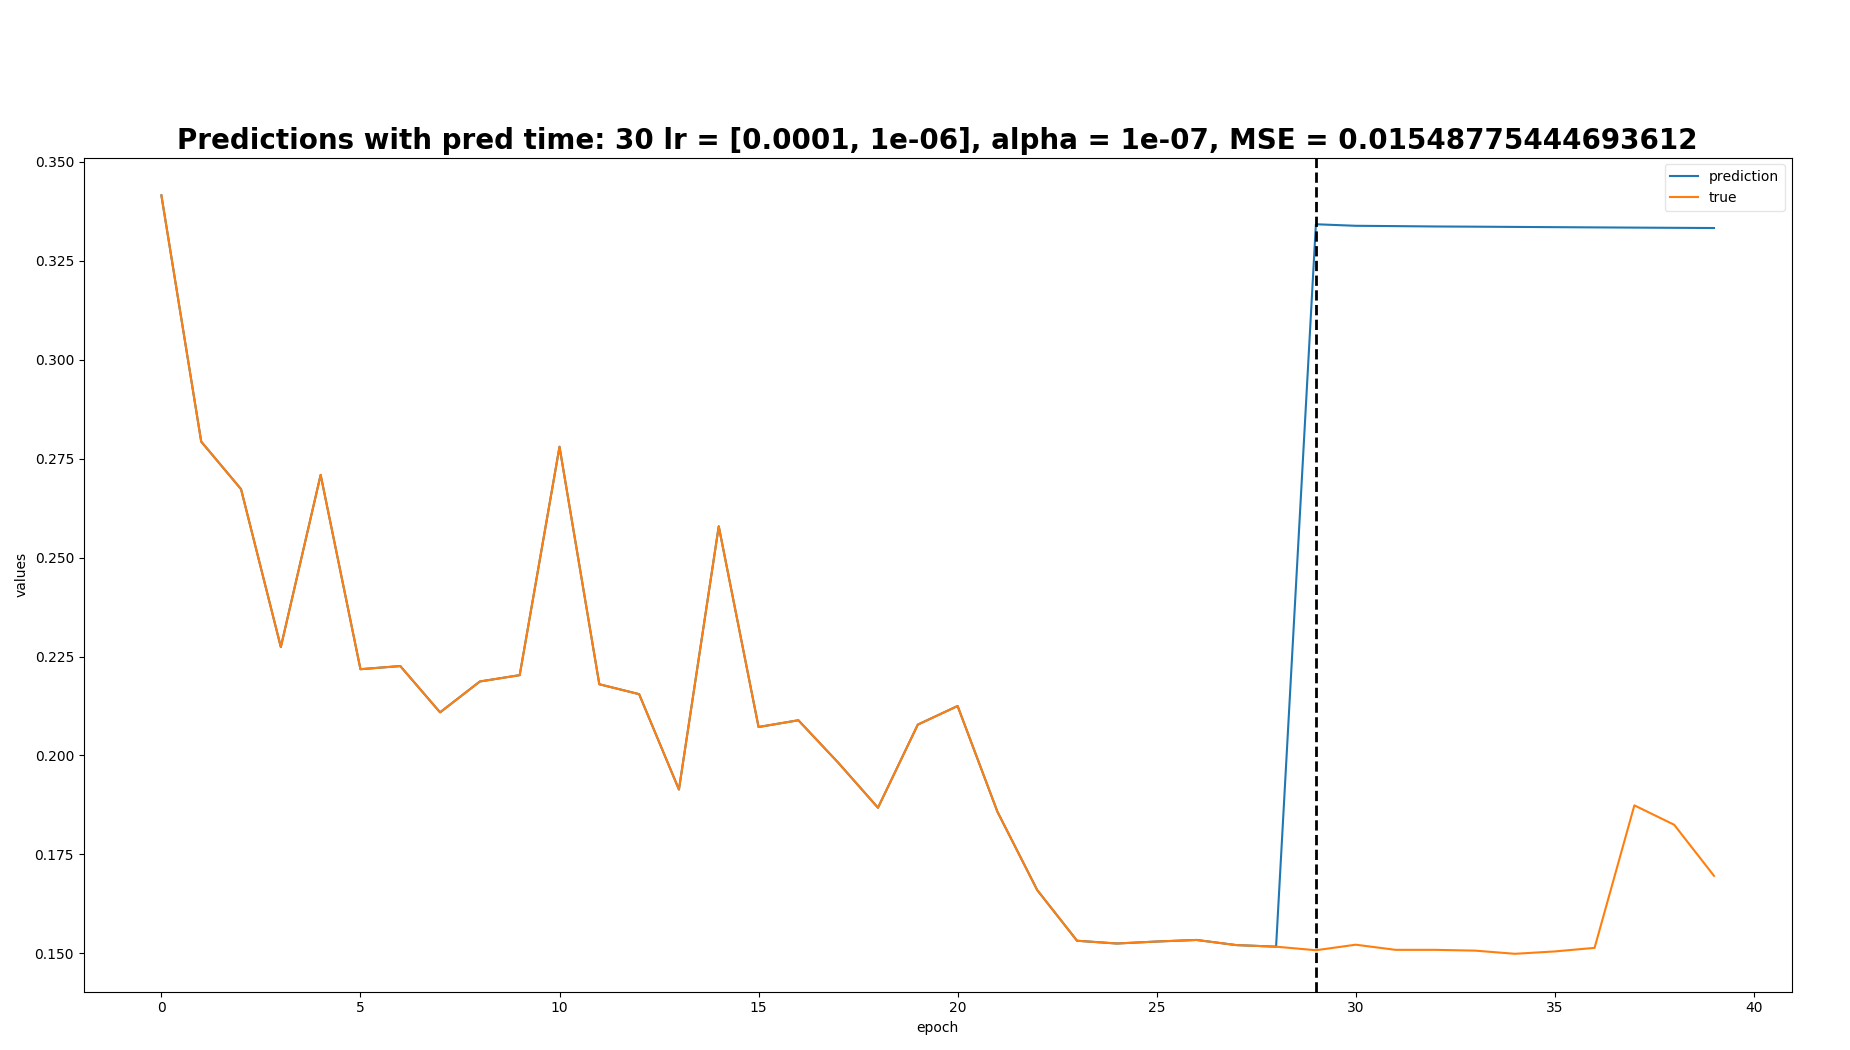 Predictions with pred time: 30 lr = [0.0001, 1e-06], alpha = 1e-07, MSE = 0.01548775444693612
prediction
true
values
0.350
0.325
0.300
0.275
0.250
0.225
0.200
0.175
0.150
0 5 10 15 20 25 30 35 40
epoch